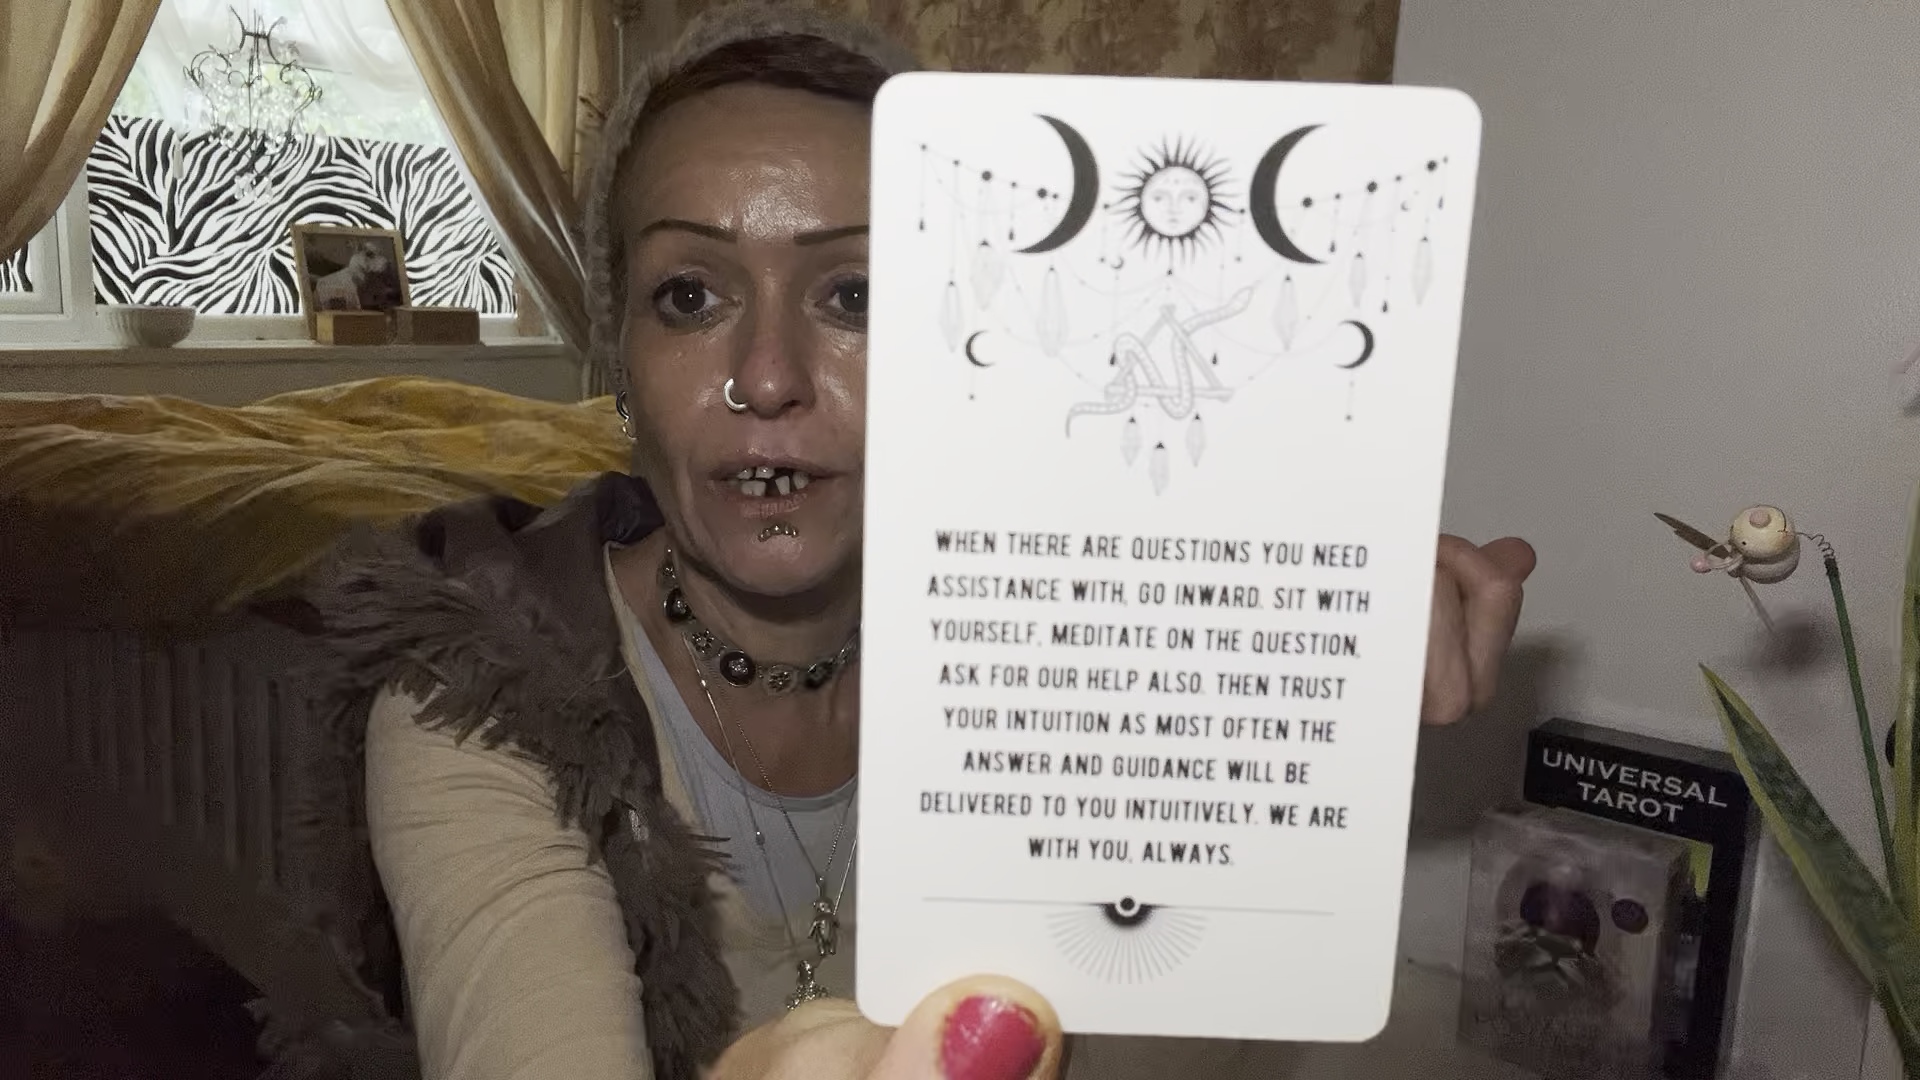 WHEN THERE ARE QUESTIONS YOU NEED
ASSISTANCE WITH, GO INWARD. SIT WITH
YOURSELF, MEDITATE ON THE QUESTION,
ASK FOR OUR HELP ALSO. THEN TRUST
YOUR INTUITION AS MOST OFTEN THE
ANSWER AND GUIDANCE WILL BE
DELIVERED TO YOU INTUITIVELY. WE ARE
WITH YOU, ALWAYS.
UNIVERSAL
TAROT